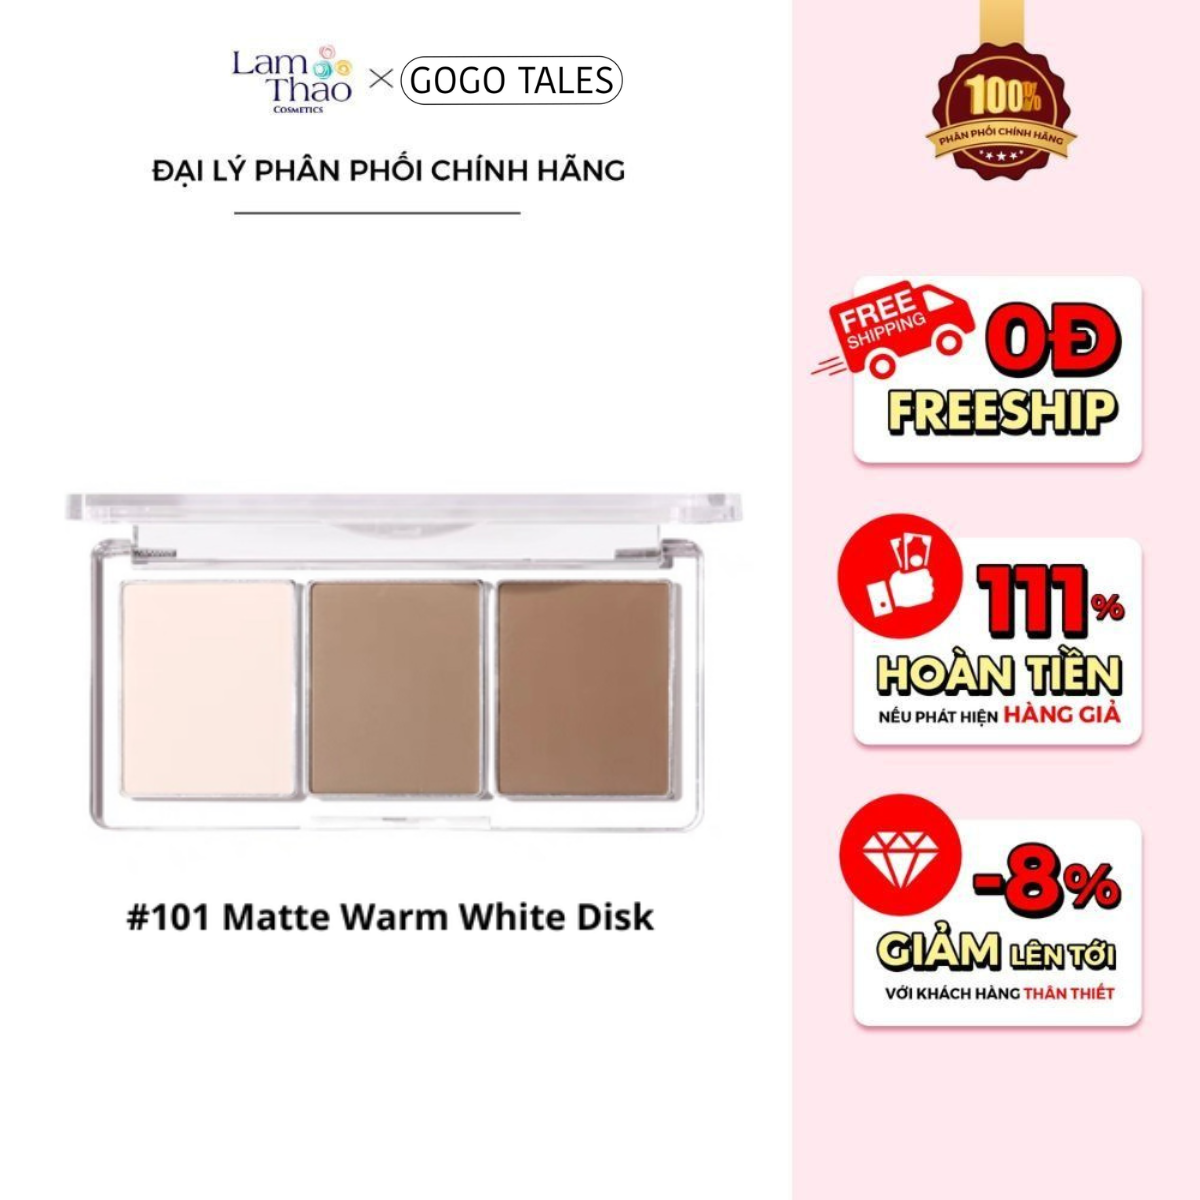 Lam
Thảo
COSMETICS
×
GOGO TALES
ĐẠI LÝ PHÂN PHỐI CHÍNH HÃNG
#101 Matte Warm White Disk
100%
PHÂN PHỐI CHÍNH HÃNG
FREE
SHIPPING
0Đ
FREESHIP
111%
HOÀN TIỀN
NẾU PHÁT HIỆN HÀNG GIẢ
-8%
GIẢM LÊN TỚI
VỚI KHÁCH HÀNG THÂN THIẾT